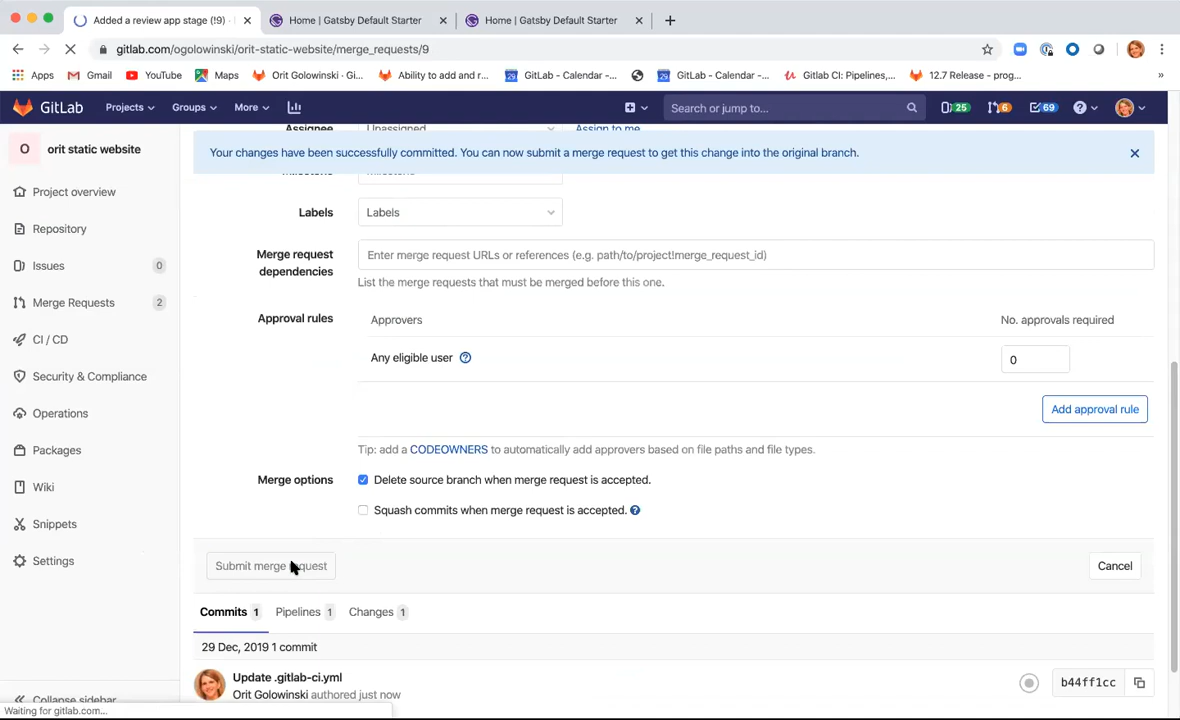 Added a review app stage (!9) ·
Home | Gatsby Default Starter
Home | Gatsby Default Starter
gitlab.com/ogolowinski/orit-static-website/merge_requests/9
Apps
Gmail
YouTube
Maps
Orit Golowinski · Gi...
Ability to add and r...
GitLab - Calendar -...
GitLab - Calendar -...
Gitlab CI: Pipelines,...
12.7 Release - prog...
»
GitLab
Projects
Groups
More
Search or jump to...
25
6
69
O
orit static website
Assignee
Unassigned
Assign to me
Your changes have been successfully committed. You can now submit a merge request to get this change into the original branch.
Project overview
Repository
Issues 0
Merge Requests 2
CI / CD
Security & Compliance
Operations
Packages
Wiki
Snippets
Settings
Collapse sidebar
Milestone
Milestone
Labels
Labels
Merge request
dependencies
Enter merge request URLs or references (e.g. path/to/project!merge_request_id)
List the merge requests that must be merged before this one.
Approval rules
Approvers
No. approvals required
Any eligible user
0
Add approval rule
Tip: add a CODEOWNERS to automatically add approvers based on file paths and file types.
Merge options
Delete source branch when merge request is accepted.
Squash commits when merge request is accepted.
Submit merge request
Cancel
Commits 1
Pipelines 1
Changes 1
29 Dec, 2019 1 commit
Update .gitlab-ci.yml
Orit Golowinski authored just now
b44ff1cc
Waiting for gitlab.com...